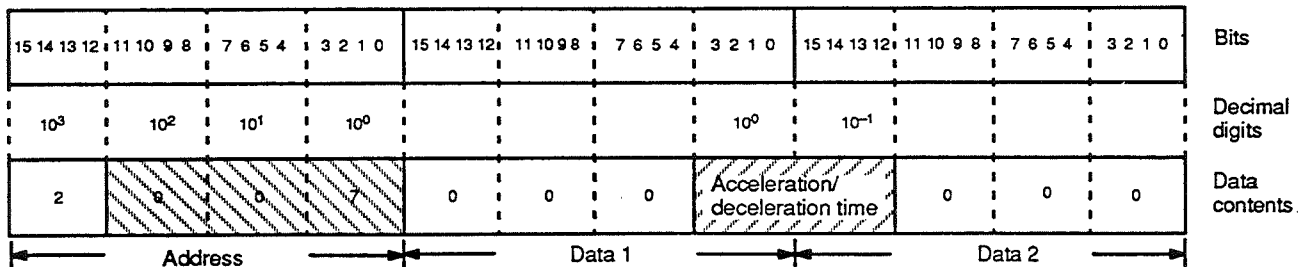 15 14 13 12 11 10 9 8 7 6 5 4 3 2 1 0 15 14 13 12 11 10 9 8 7 6 5 4 3 2 1 0 15 14 13 12 11 10 9 8 7 6 5 4 3 2 1 0 Bits
10³ 10² 10¹ 10⁰ 10⁰ 10⁻¹ Decimal
digits
2 0 0 7 0 0 0 Acceleration/
deceleration time 0 0 0 Data
contents
Address Data 1 Data 2